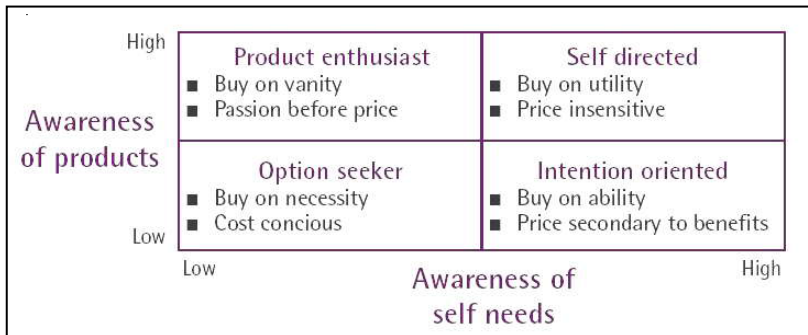 High
Product enthusiast
■ Buy on vanity
■ Passion before price
Self directed
■ Buy on utility
■ Price insensitive
Awareness
of products
Option seeker
■ Buy on necessity
■ Cost concious
Intention oriented
■ Buy on ability
■ Price secondary to benefits
Low
Low
High
Awareness of
self needs